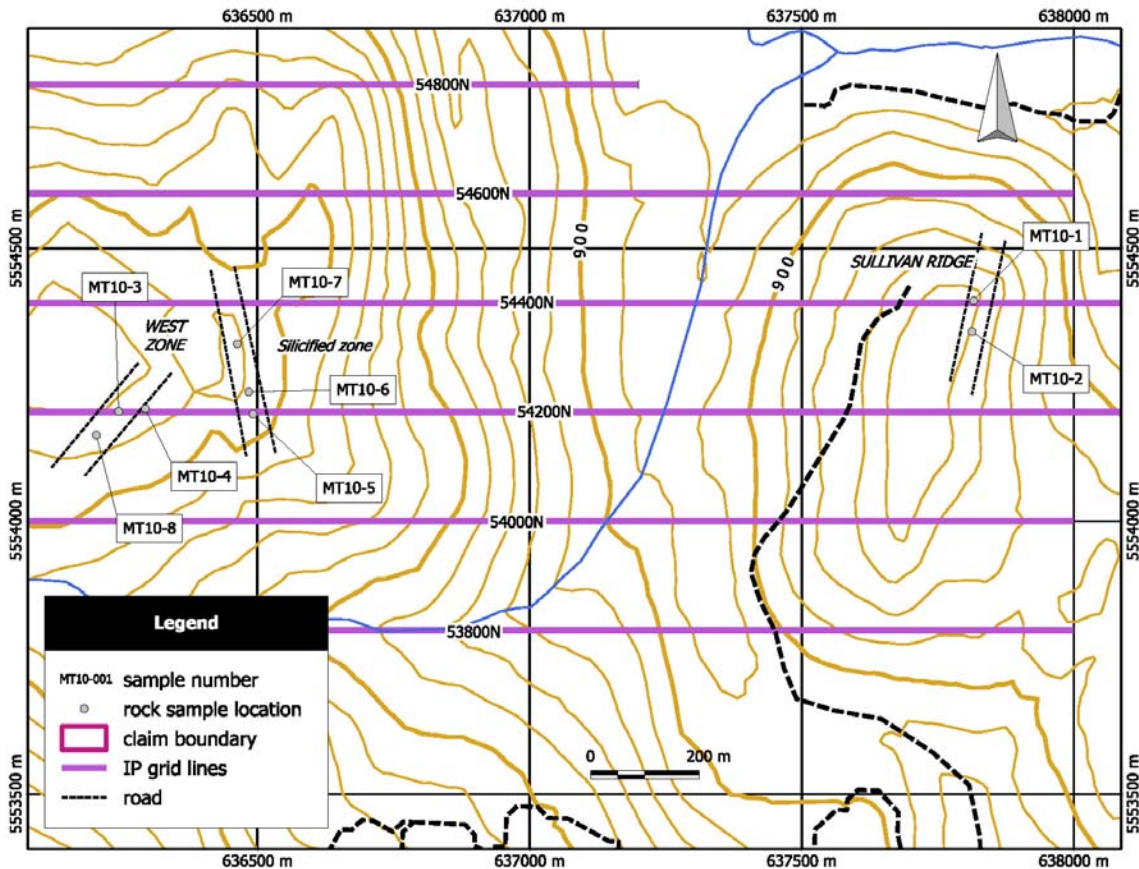 636500 m
637000 m
637500 m
638000 m
54800N
54600N
5554500 m
5554500 m
900
900
MT10-1
SULLIVAN RIDGE
MT10-3
MT10-7
54400N
WEST
ZONE
Silicified zone
MT10-6
MT10-2
54200N
MT10-4
MT10-5
MT10-8
54000N
5554000 m
5554000 m
Legend
53800N
MT10-001 sample number
rock sample location
claim boundary
IP grid lines
road
0 200 m
5553500 m
5553500 m
636500 m
637000 m
637500 m
638000 m